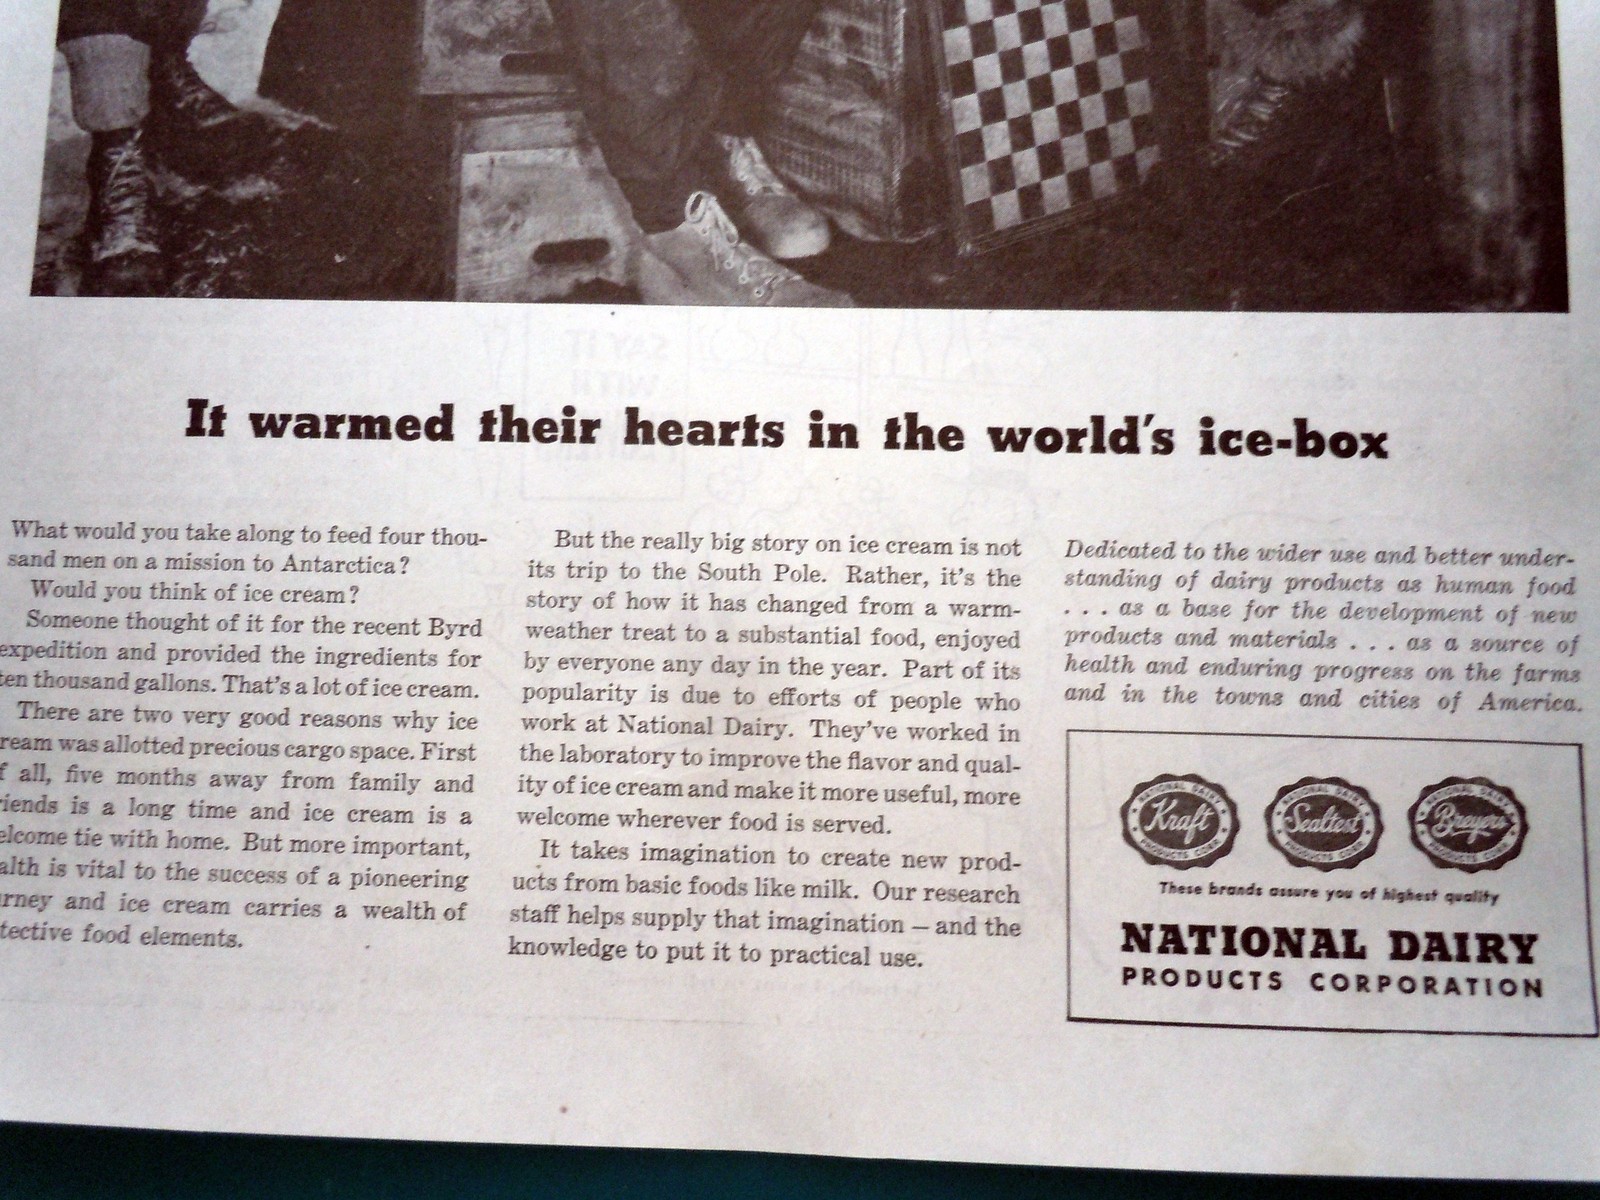 It warmed their hearts in the world's ice-box
What would you take along to feed four thou-
sand men on a mission to Antarctica?
Would you think of ice cream?
Someone thought of it for the recent Byrd
expedition and provided the ingredients for
ten thousand gallons. That's a lot of ice cream.
There are two very good reasons why ice
ream was allotted precious cargo space. First
f all, five months away from family and
riends is a long time and ice cream is a
elcome tie with home. But more important,
alth is vital to the success of a pioneering
rney and ice cream carries a wealth of
tective food elements.
But the really big story on ice cream is not
its trip to the South Pole. Rather, it's the
story of how it has changed from a warm-
weather treat to a substantial food, enjoyed
by everyone any day in the year. Part of its
popularity is due to efforts of people who
work at National Dairy. They've worked in
the laboratory to improve the flavor and qual-
ity of ice cream and make it more useful, more
welcome wherever food is served.
It takes imagination to create new prod-
ucts from basic foods like milk. Our research
staff helps supply that imagination — and the
knowledge to put it to practical use.
Dedicated to the wider use and better under-
standing of dairy products as human food
. . . as a base for the development of new
products and materials . . . as a source of
health and enduring progress on the farms
and in the towns and cities of America.
NATIONAL DAIRY
Kraft
PRODUCTS CORP.
NATIONAL DAIRY
Sealtest
PRODUCTS CORP.
NATIONAL DAIRY
Breyers
PRODUCTS CORP.
These brands assure you of highest quality
NATIONAL DAIRY
PRODUCTS CORPORATION